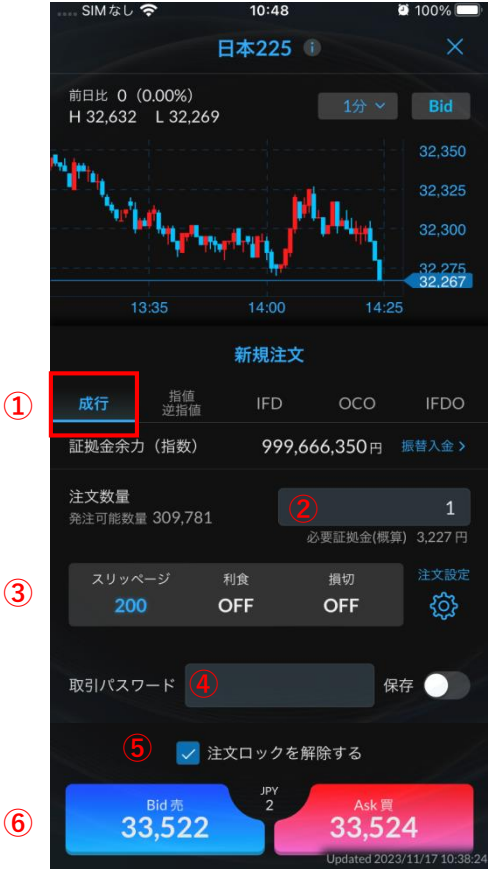 SIMなし 10:48 100%
日本225
前日比 0 (0.00%)
H 32,632 L 32,269
1分
Bid
32,350
32,325
32,300
32,275
32,267
13:35 14:00 14:25
新規注文
①
成行
指値
逆指値
IFD OCO IFDO
証拠金余力（指数） 999,666,350円 振替入金 >
注文数量
発注可能数量 309,781
② 1
必要証拠金(概算) 3,227 円
③
スリッページ 利食 損切 注文設定
200 OFF OFF
取引パスワード ④ 保存
⑤ 注文ロックを解除する
⑥
Bid 売 JPY Ask 買
33,522 2 33,524
Updated 2023/11/17 10:38:24